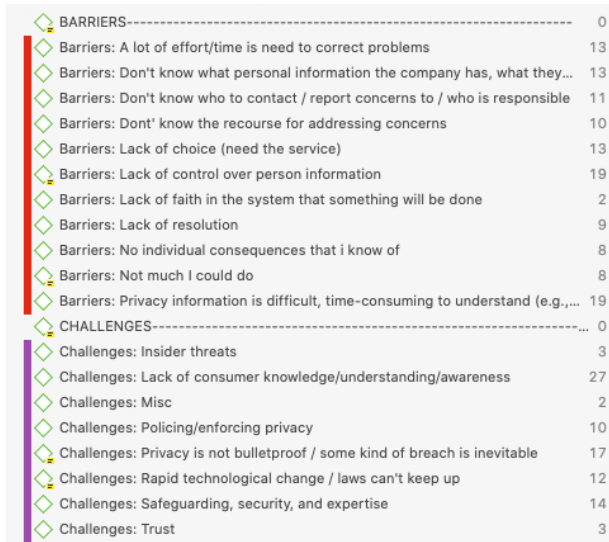 BARRIERS-------------------------------------------------------------------- 0
Barriers: A lot of effort/time is need to correct problems 13
Barriers: Don't know what personal information the company has, what they... 13
Barriers: Don't know who to contact / report concerns to / who is responsible 11
Barriers: Dont' know the recourse for addressing concerns 10
Barriers: Lack of choice (need the service) 13
Barriers: Lack of control over person information 19
Barriers: Lack of faith in the system that something will be done 2
Barriers: Lack of resolution 9
Barriers: No individual consequences that i know of 8
Barriers: Not much I could do 8
Barriers: Privacy information is difficult, time-consuming to understand (e.g.,... 19
CHALLENGES-----------------------------------------------------------------... 0
Challenges: Insider threats 3
Challenges: Lack of consumer knowledge/understanding/awareness 27
Challenges: Misc 2
Challenges: Policing/enforcing privacy 10
Challenges: Privacy is not bulletproof / some kind of breach is inevitable 17
Challenges: Rapid technological change / laws can't keep up 12
Challenges: Safeguarding, security, and expertise 14
Challenges: Trust 3